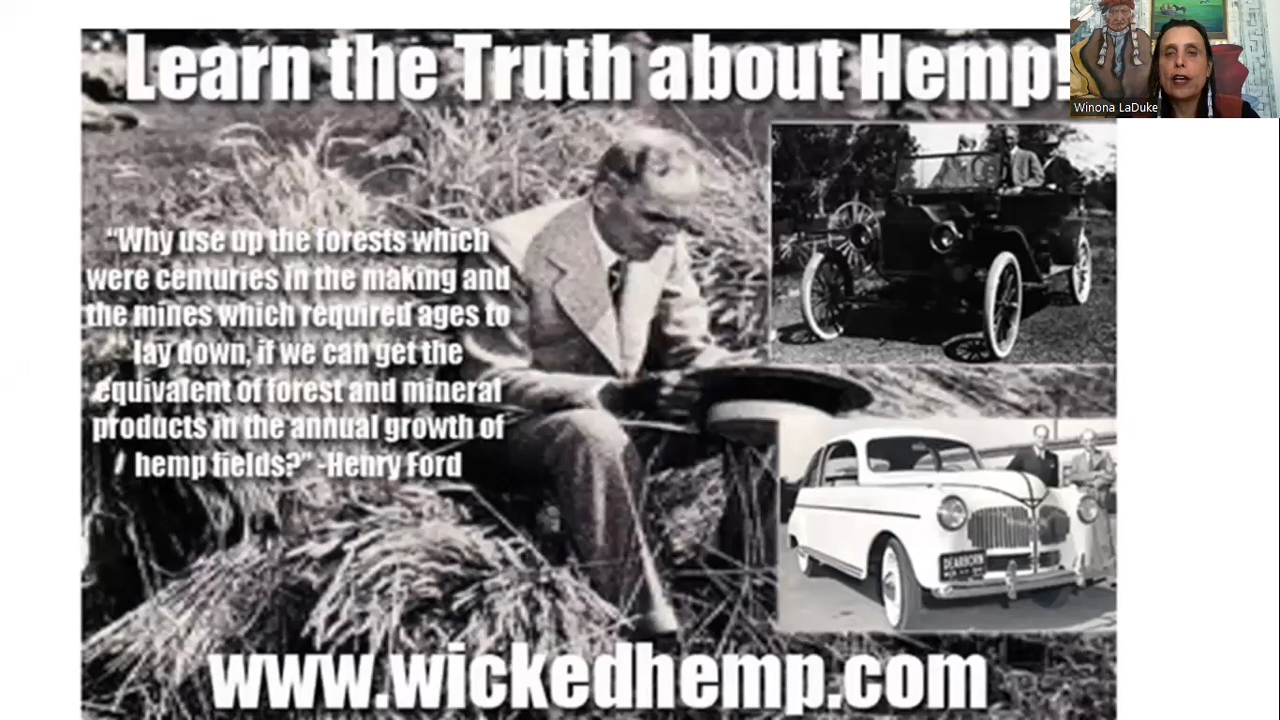 Learn the Truth about Hemp!
Winona LaDuke
"Why use up the forests which
were centuries in the making and
the mines which required ages to
lay down, if we can get the
equivalent of forest and mineral
products in the annual growth of
hemp fields?" -Henry Ford
DEARBORN
www.wickedhemp.com